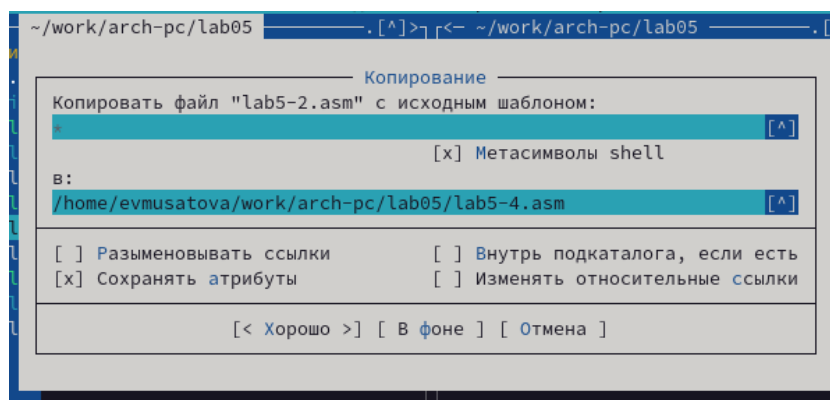 ~/work/arch-pc/lab05 .[^]>┐┌<─ ~/work/arch-pc/lab05 .[
Копирование
Копировать файл "lab5-2.asm" с исходным шаблоном:
* [^]
[x] Метасимволы shell
в:
/home/evmusatova/work/arch-pc/lab05/lab5-4.asm [^]
[ ] Разыменовывать ссылки [ ] Внутрь подкаталога, если есть
[x] Сохранять атрибуты [ ] Изменять относительные ссылки
[< Хорошо >] [ В фоне ] [ Отмена ]